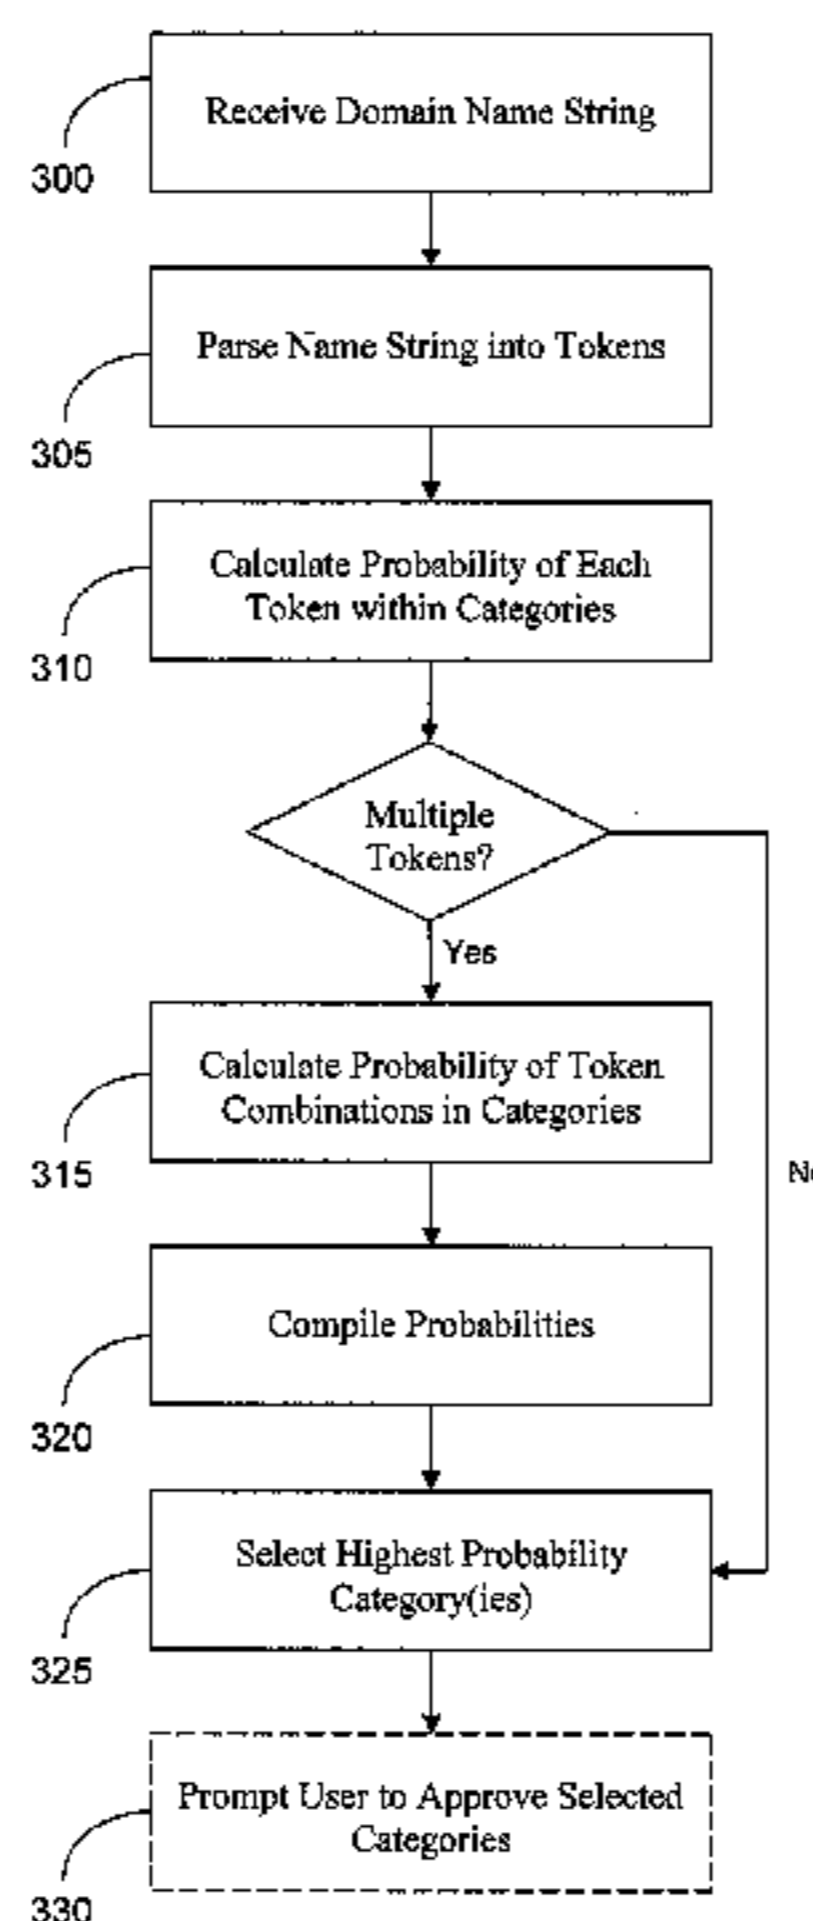 Receive Domain Name String
300
Parse Name String into Tokens
305
Calculate Probability of Each
Token within Categories
310
Multiple
Tokens?
Yes
Calculate Probability of Token
Combinations in Categories
315
Compile Probabilities
320
Select Highest Probability
Category(ies)
325
Prompt User to Approve Selected
Categories
330